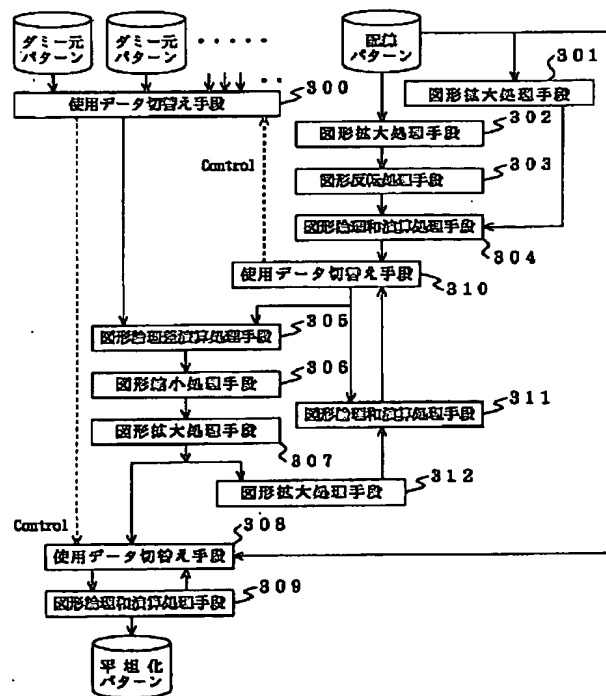 ダミー元
パターン
ダミー元
パターン
配線
パターン
301
300
使用データ切替え手段
図形拡大処理手段
302
図形拡大処理手段
Control
303
図形反転処理手段
図形論理和演算処理手段
304
使用データ切替え手段
310
305
図形論理差演算処理手段
306
図形縮小処理手段
311
図形論理和演算処理手段
図形拡大処理手段
307
312
図形拡大処理手段
Control
308
使用データ切替え手段
309
図形論理和演算処理手段
平坦化
パターン